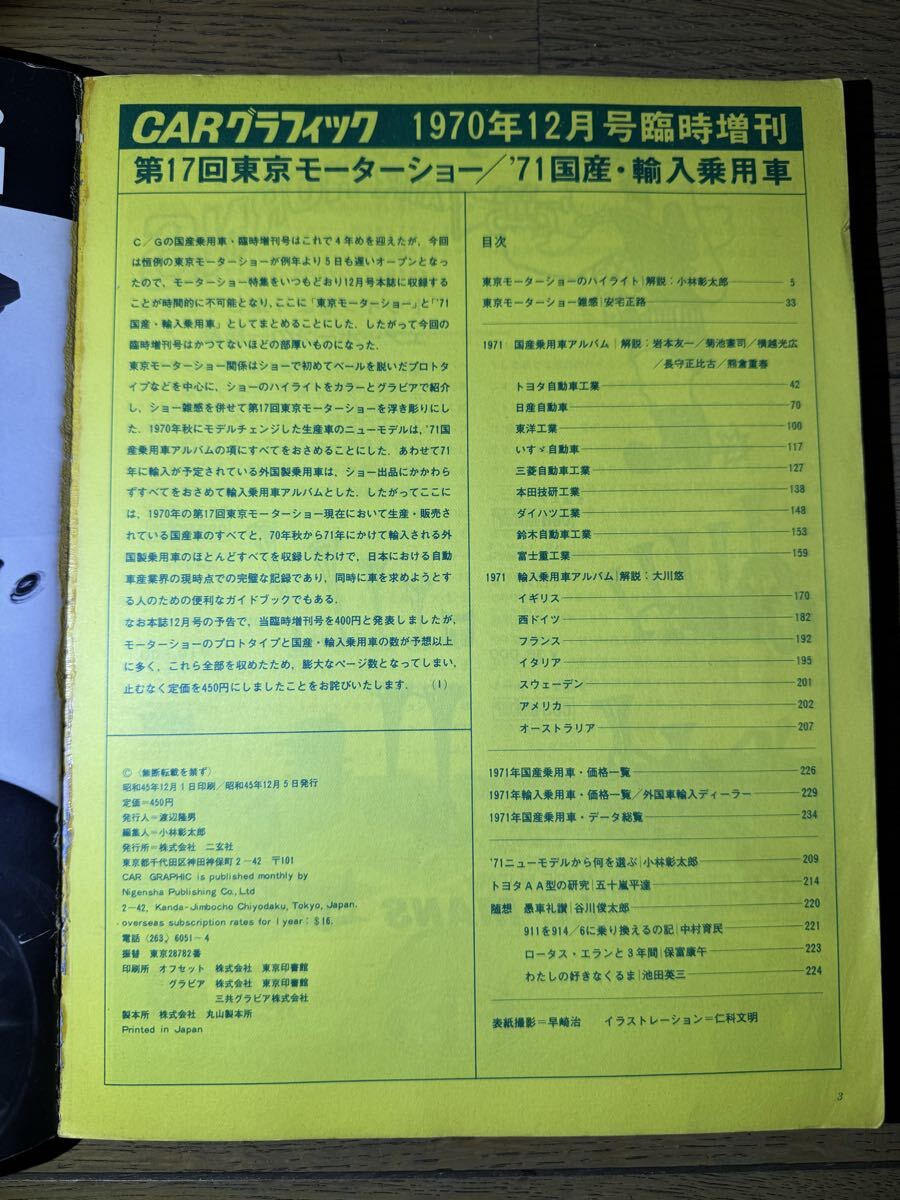 CARグラフィック 1970年12月号臨時増刊
第17回東京モーターショー/'71国産・輸入乗用車
C/Gの国産乗用車・臨時増刊号はこれで4年めを迎えたが、今回
は恒例の東京モーターショーが例年より5日も遅いオープンとなっ
たので、モーターショー特集をいつもどおり12月号本誌に収録する
ことが時間的に不可能となり、ここに「東京モーターショー」と「'71
国産・輸入乗用車」としてまとめることにした。したがって今回の
臨時増刊号はかつてないほどの部厚いものになった。
東京モーターショー関係はショーで初めてベールを脱いだプロトタ
イプなどを中心に、ショーのハイライトをカラーとグラビアで紹介
し、ショー雑感を併せて第17回東京モーターショーを浮き彫りにし
た。1970年秋にモデルチェンジした生産車のニューモデルは、'71国
産乗用車アルバムの項にすべてをおさめることにした。あわせて71
年に輸入が予定されている外国製乗用車は、ショー出品にかかわら
ずすべてをおさめて輸入乗用車アルバムとした。したがってここに
は、1970年の第17回東京モーターショー現在において生産・販売さ
れている国産車のすべてと、70年秋から71年にかけて輸入される外
国製乗用車のほとんどすべてを収録したわけで、日本における自動
車産業界の現時点での完璧な記録であり、同時に車を求めようとす
る人のための便利なガイドブックでもある。
なお本誌12月号の予告で、当臨時増刊号を400円と発表しましたが、
モーターショーのプロトタイプと国産・輸入乗用車の数が予想以上
に多く、これら全部を収めたため、膨大なページ数となってしまい、
止むなく定価を450円にしましたことをお詫びいたします。 (I)
©〈無断転載を禁ず〉
昭和45年12月1日印刷/昭和45年12月5日発行
定価=450円
発行人=渡辺隆男
編集人=小林彰太郎
発行所=株式会社 二玄社
東京都千代田区神田神保町2-42 〒101
CAR GRAPHIC is published monthly by
Nigensha Publishing Co., Ltd
2-42, Kanda-Jimbocho Chiyodaku, Tokyo, Japan.
overseas subscription rates for 1 year: $16.
電話(263)6051-4
振替 東京28782番
印刷所 オフセット 株式会社 東京印書館
グラビア 株式会社 東京印書館
三共グラビア株式会社
製本所 株式会社 丸山製本所
Printed in Japan
目次
東京モーターショーのハイライト|解説:小林彰太郎 5
東京モーターショー雑感|安宅正路 33
1971 国産乗用車アルバム|解説:岩本友一/菊池憲司/横越光広
/長守正比古/熊倉重春
トヨタ自動車工業 42
日産自動車 70
東洋工業 100
いすゞ自動車 117
三菱自動車工業 127
本田技研工業 138
ダイハツ工業 148
鈴木自動車工業 153
富士重工業 159
1971 輸入乗用車アルバム|解説:大川悠
イギリス 170
西ドイツ 182
フランス 192
イタリア 195
スウェーデン 201
アメリカ 202
オーストラリア 207
1971年国産乗用車・価格一覧 226
1971年輸入乗用車・価格一覧/外国車輸入ディーラー 229
1971年国産乗用車・データ総覧 234
'71ニューモデルから何を選ぶ|小林彰太郎 209
トヨタAA型の研究|五十嵐平達 214
随想 愚車礼讃|谷川俊太郎 220
911を914/6に乗り換えるの記|中村育民 221
ロータス・エランと3年間|保富康午 223
わたしの好きなくるま|池田英三 224
表紙撮影=早崎治 イラストレーション=仁科文明
3